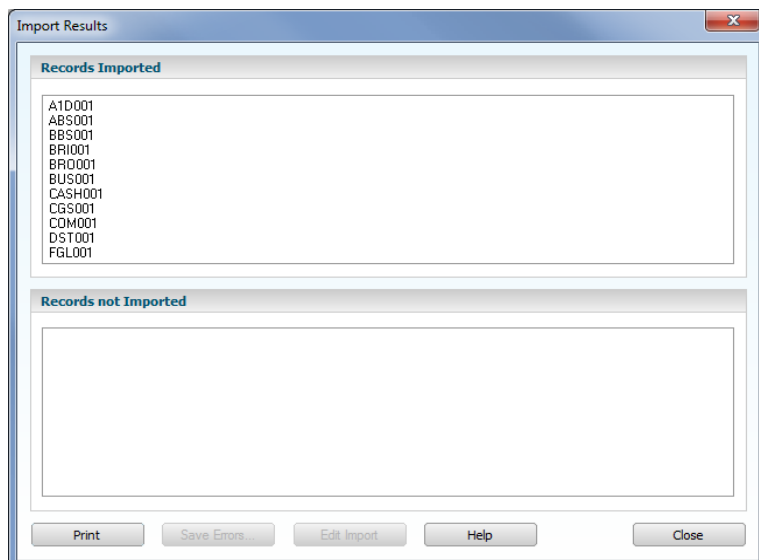 Import Results
Records Imported
A1D001
ABS001
BBS001
BRI001
BRO001
BUS001
CASH001
CGS001
COM001
DST001
FGL001
Records not Imported
Print Save Errors... Edit Import Help Close